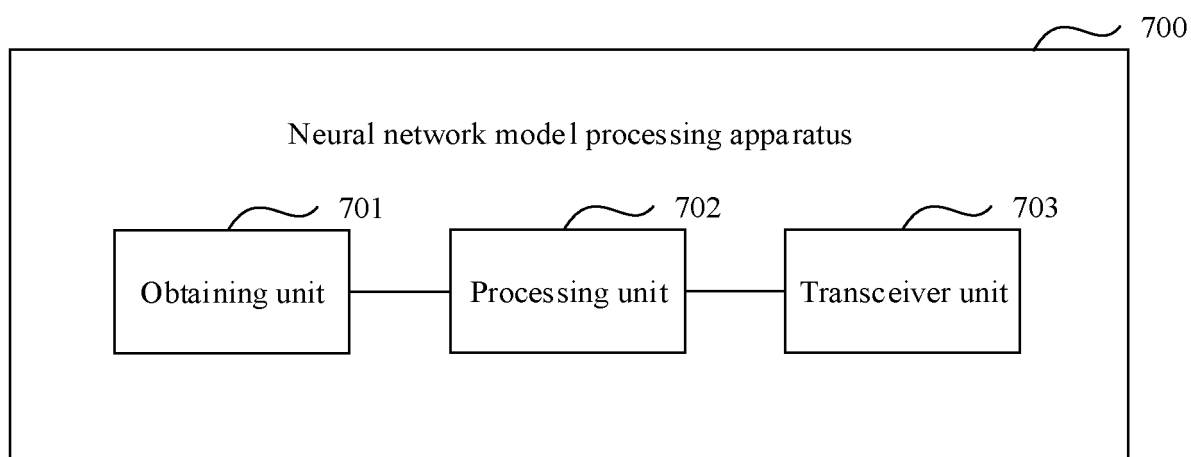 700
Neural network model processing apparatus
701
702
703
Obtaining unit
Processing unit
Transceiver unit